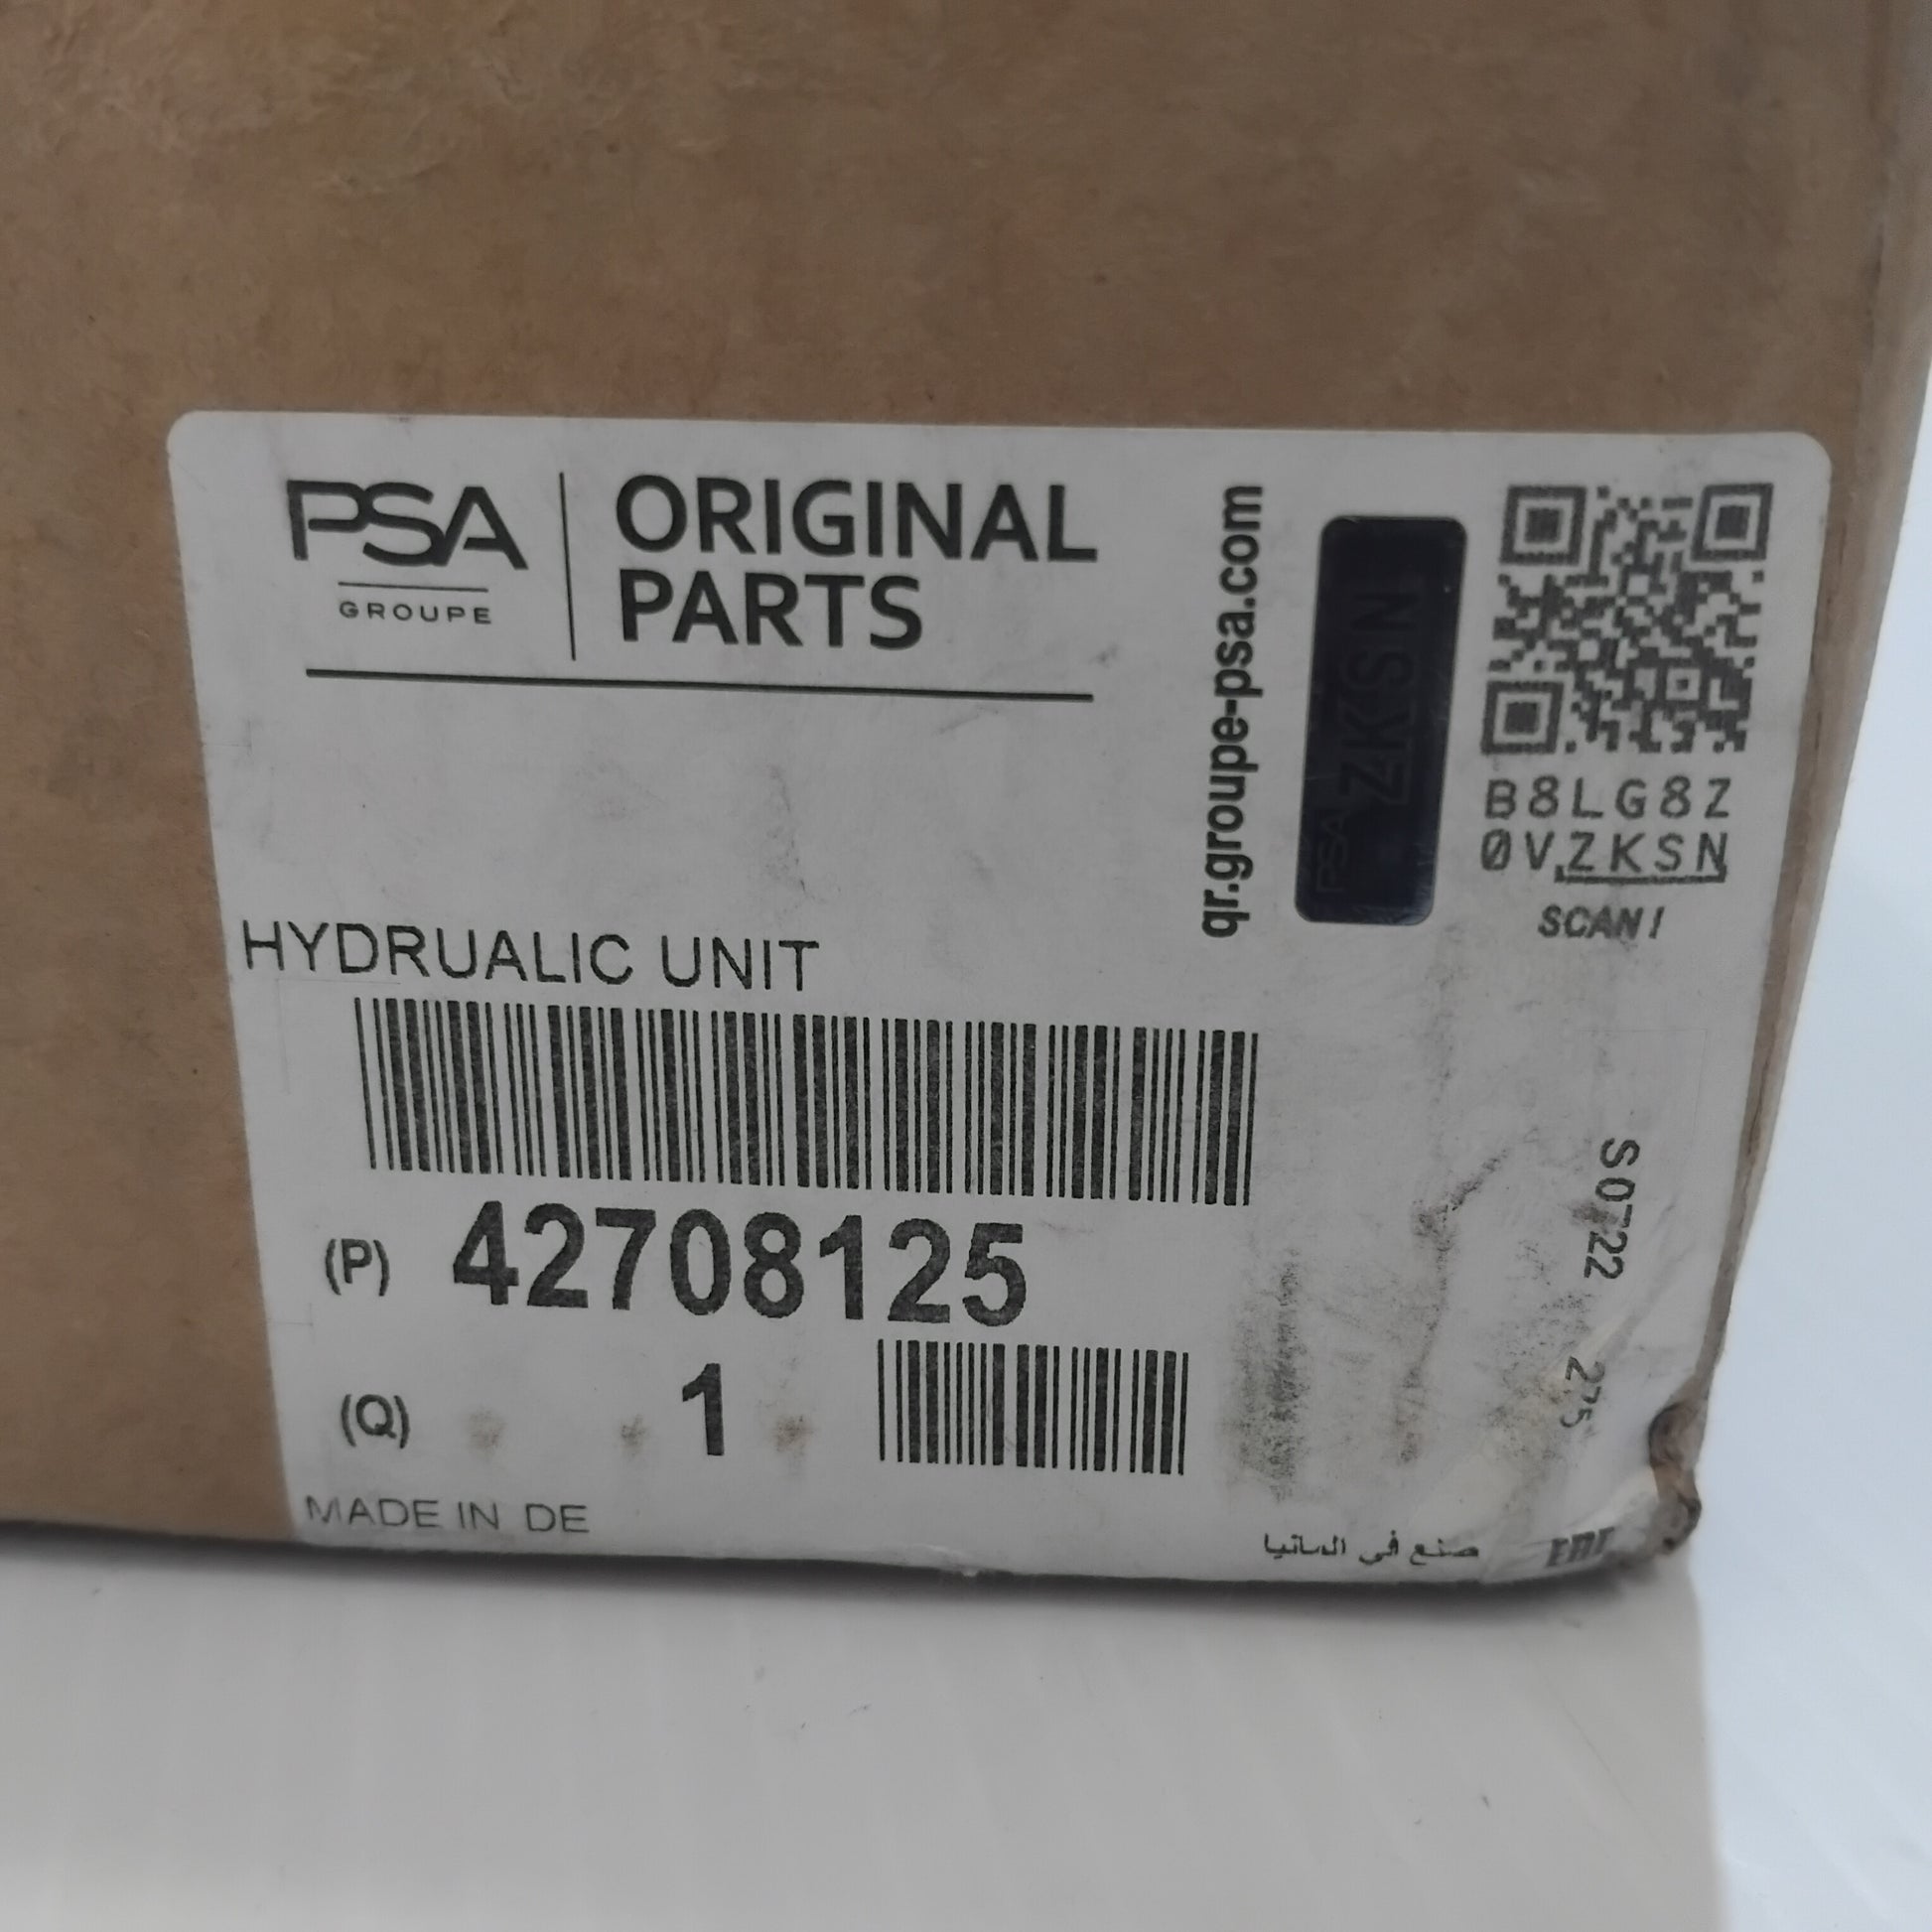 PSA
GROUPE
ORIGINAL
PARTS
qr.groupe-psa.com
PSA ZKSN
B8LG8Z
0VZKSN
SCAN!
HYDRUALIC UNIT
(P) 42708125
(Q) 1
S0722 275
MADE IN DE
صنع في المانيا